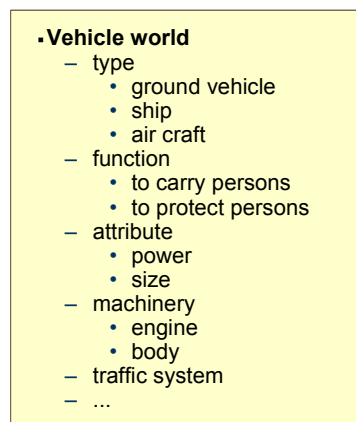 ▪Vehicle world
– type
• ground vehicle
• ship
• air craft
– function
• to carry persons
• to protect persons
– attribute
• power
• size
– machinery
• engine
• body
– traffic system
– ...